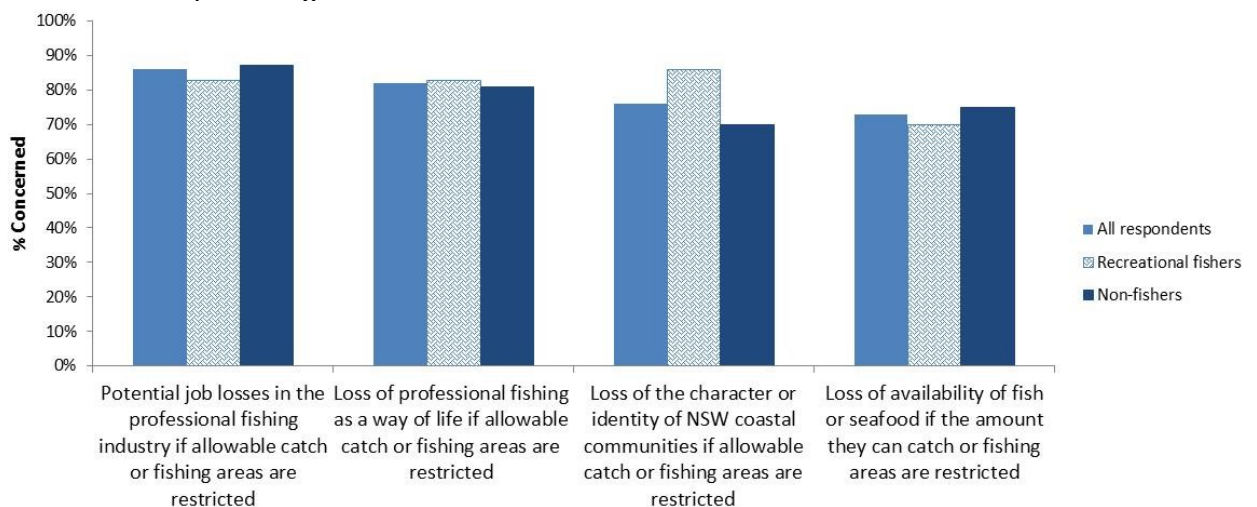 100%
90%
80%
70%
60%
50%
40%
30%
20%
10%
0%
% Concerned
All respondents
Recreational fishers
Non-fishers
Potential job losses in the
professional fishing
industry if allowable catch
or fishing areas are
restricted
Loss of professional fishing
as a way of life if allowable
catch or fishing areas are
restricted
Loss of the character or
identity of NSW coastal
communities if allowable
catch or fishing areas are
restricted
Loss of availability of fish
or seafood if the amount
they can catch or fishing
areas are restricted